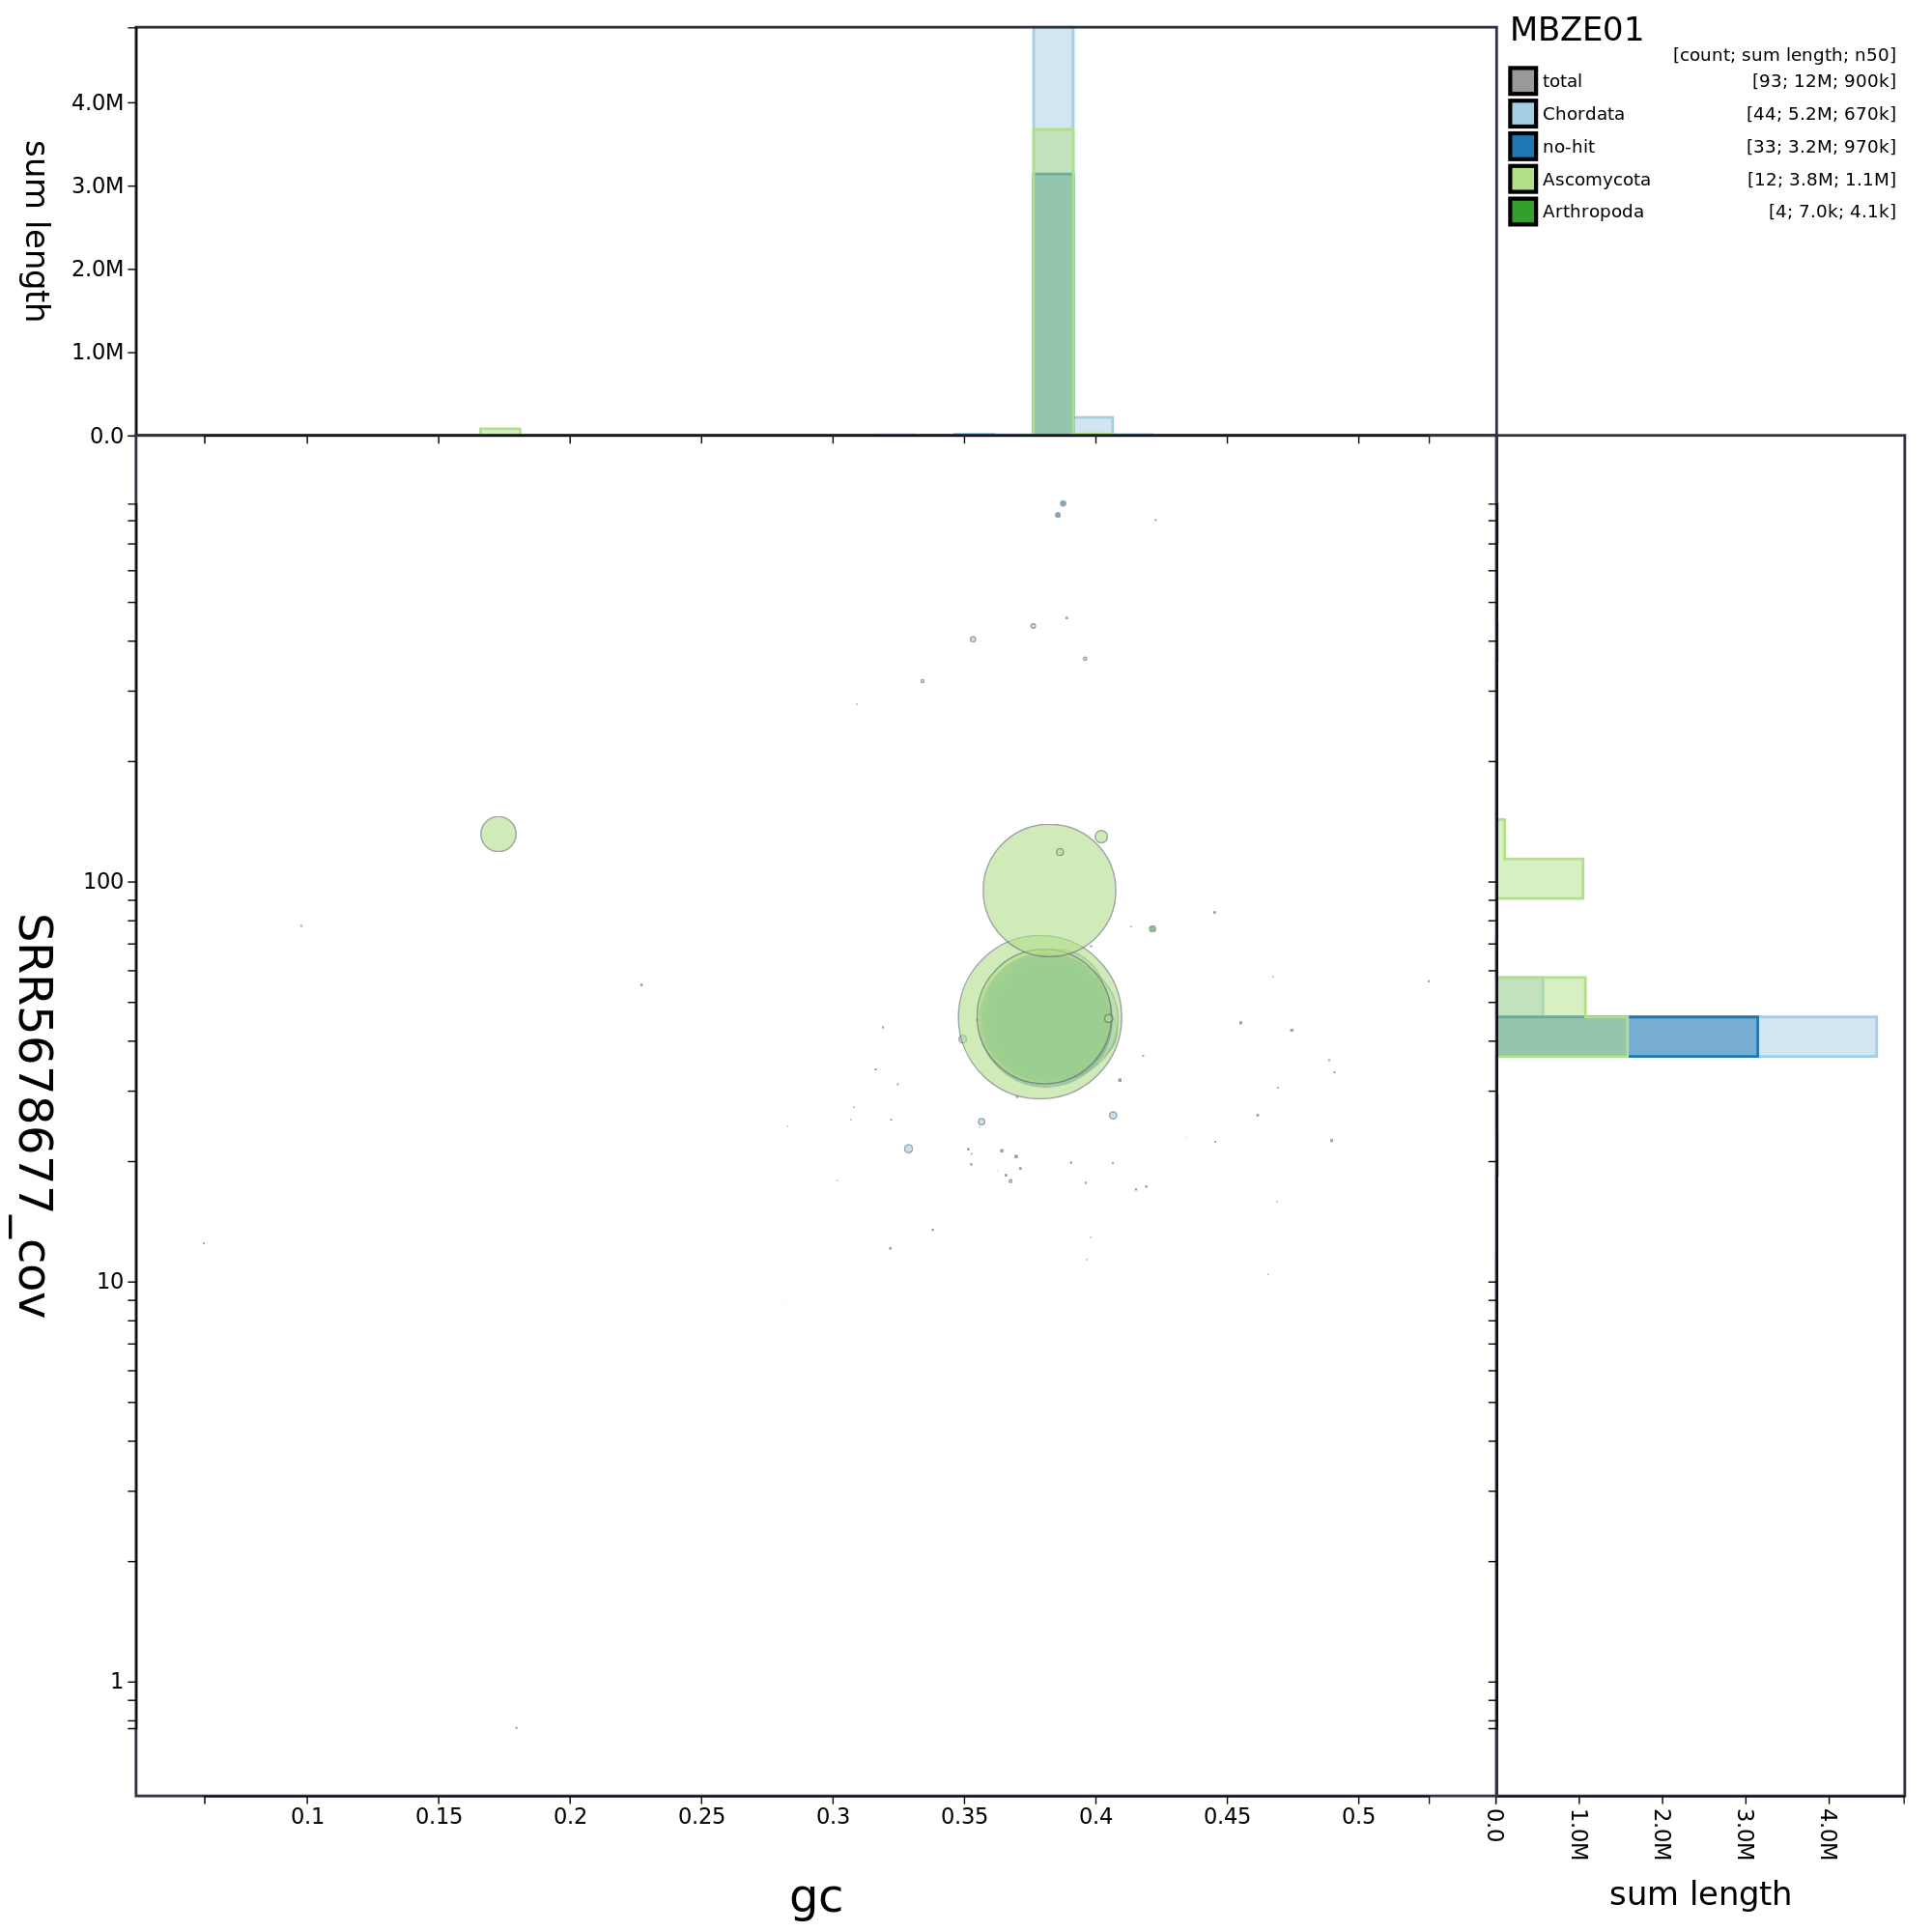 MBZE01
[count; sum length; n50]
total [93; 12M; 900k]
Chordata [44; 5.2M; 670k]
no-hit [33; 3.2M; 970k]
Ascomycota [12; 3.8M; 1.1M]
Arthropoda [4; 7.0k; 4.1k]
sum length
4.0M
3.0M
2.0M
1.0M
0.0
SRR5678677_cov
100
10
1
0.1 0.15 0.2 0.25 0.3 0.35 0.4 0.45 0.5
gc
0.0 1.0M 2.0M 3.0M 4.0M
sum length